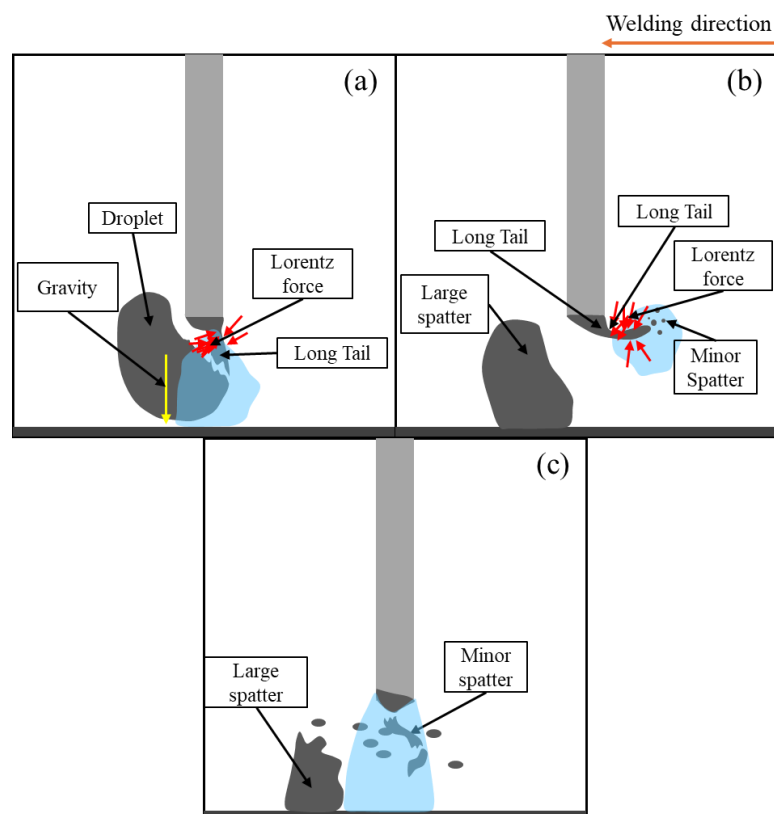 Welding direction
(a)
Droplet
Gravity
Lorentz
force
Long Tail
(b)
Long Tail
Long Tail
Lorentz
force
Large
spatter
Minor
Spatter
(c)
Large
spatter
Minor
spatter